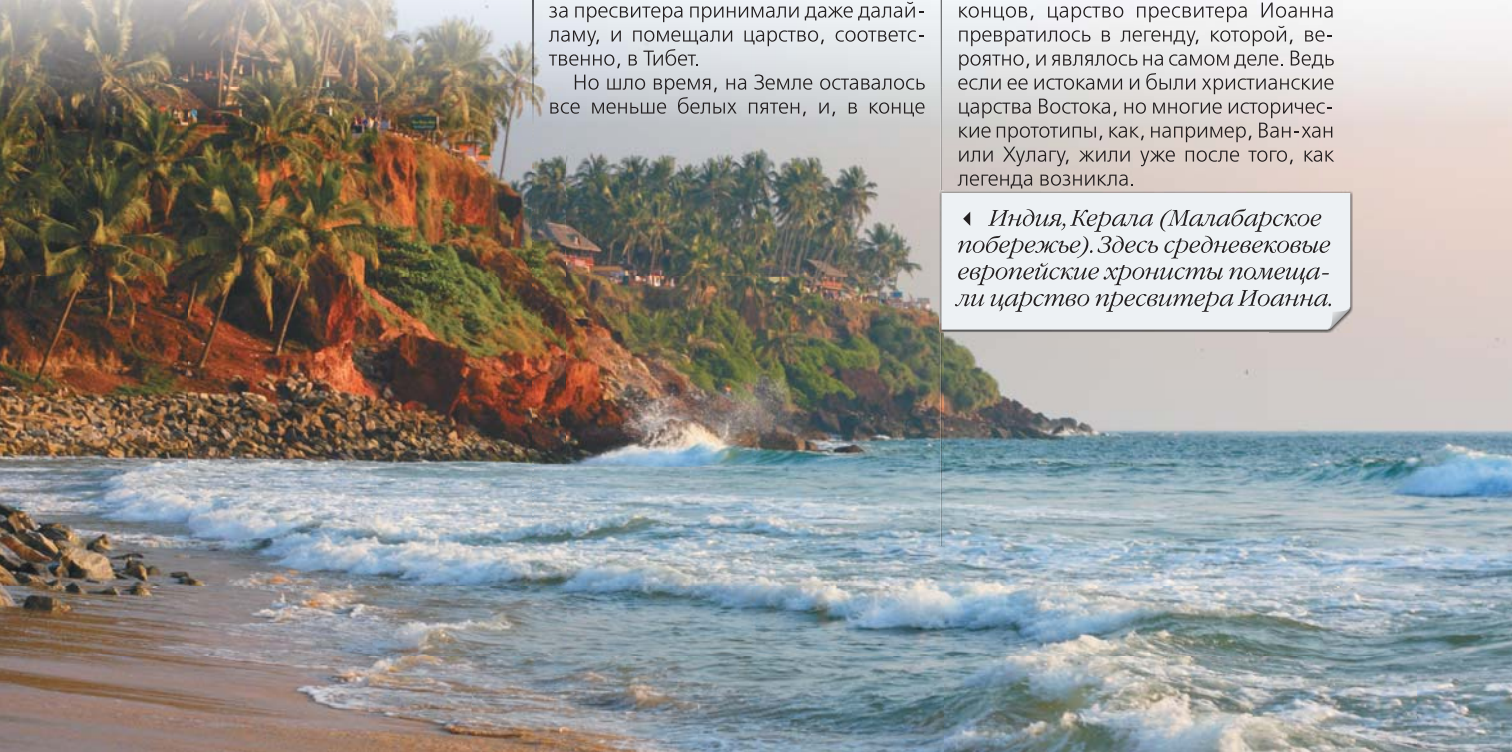 за пресвитера принимали даже далай-
ламу, и помещали царство, соответс-
твенно, в Тибет.
Но шло время, на Земле оставалось
все меньше белых пятен, и, в конце
концов, царство пресвитера Иоанна
превратилось в легенду, которой, ве-
роятно, и являлось на самом деле. Ведь
если ее истоками и были христианские
царства Востока, но многие историчес-
кие прототипы, как, например, Ван-хан
или Хулагу, жили уже после того, как
легенда возникла.
Индия, Керала (Малабарское
побережье). Здесь средневековые
европейские хронисты помеща-
ли царство пресвитера Иоанна.